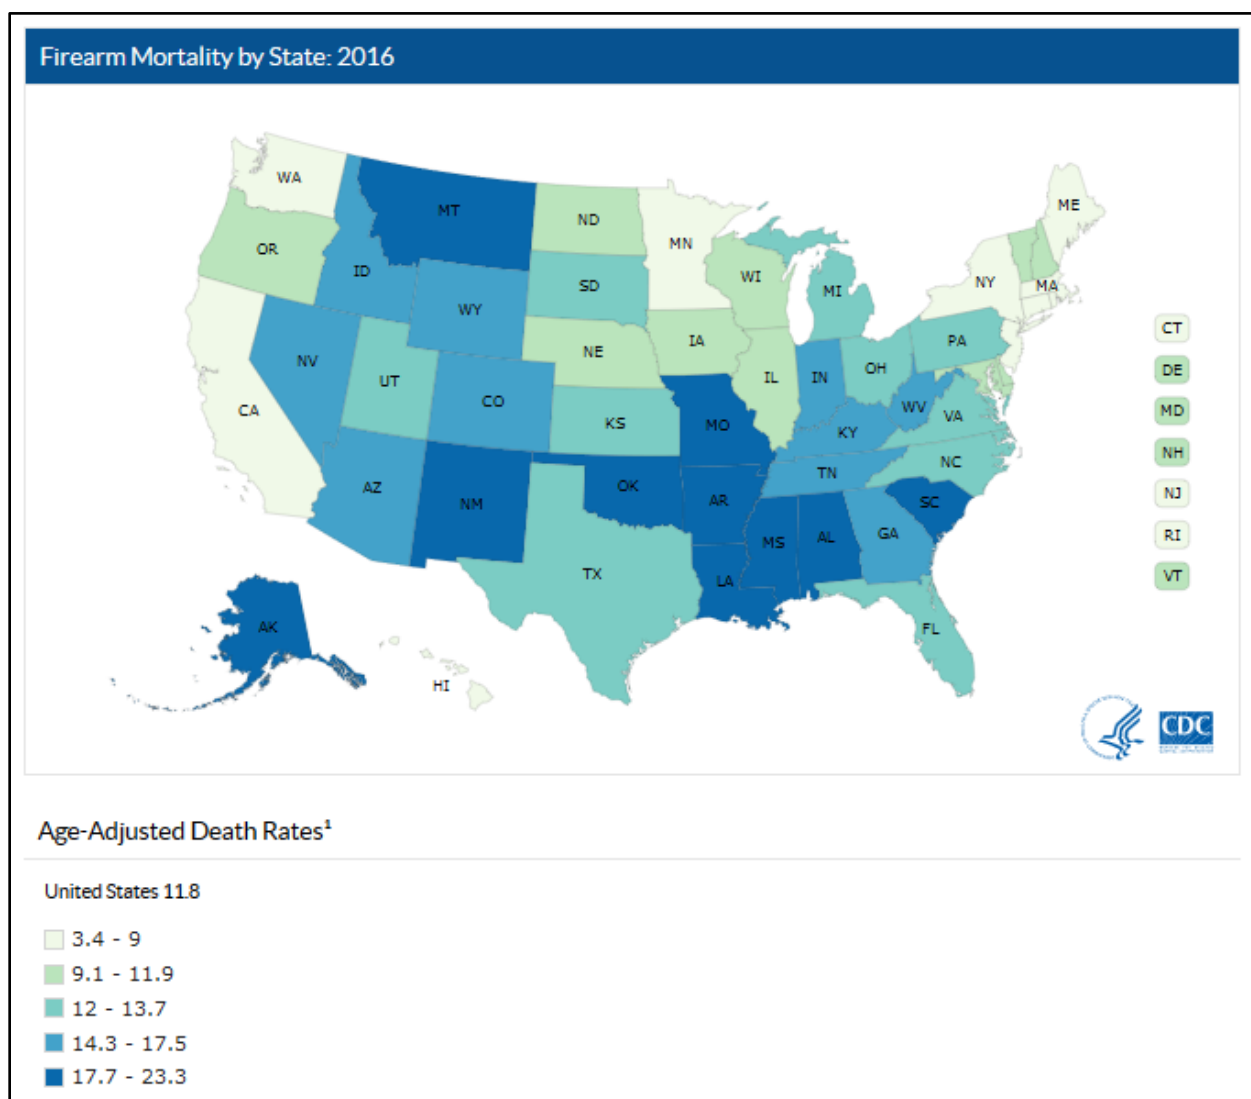 Firearm Mortality by State: 2016
WA
MT
ND
MN
ME
OR
ID
SD
WI
MI
NY
MA
WY
NV
UT
CO
NE
IA
IL
IN
OH
PA
CA
KS
MO
KY
WV
VA
AZ
NM
OK
AR
TN
NC
SC
TX
LA
MS
AL
GA
FL
AK
HI
CT
DE
MD
NH
NJ
RI
VT
CDC
Age-Adjusted Death Rates¹
United States 11.8
3.4 - 9
9.1 - 11.9
12 - 13.7
14.3 - 17.5
17.7 - 23.3